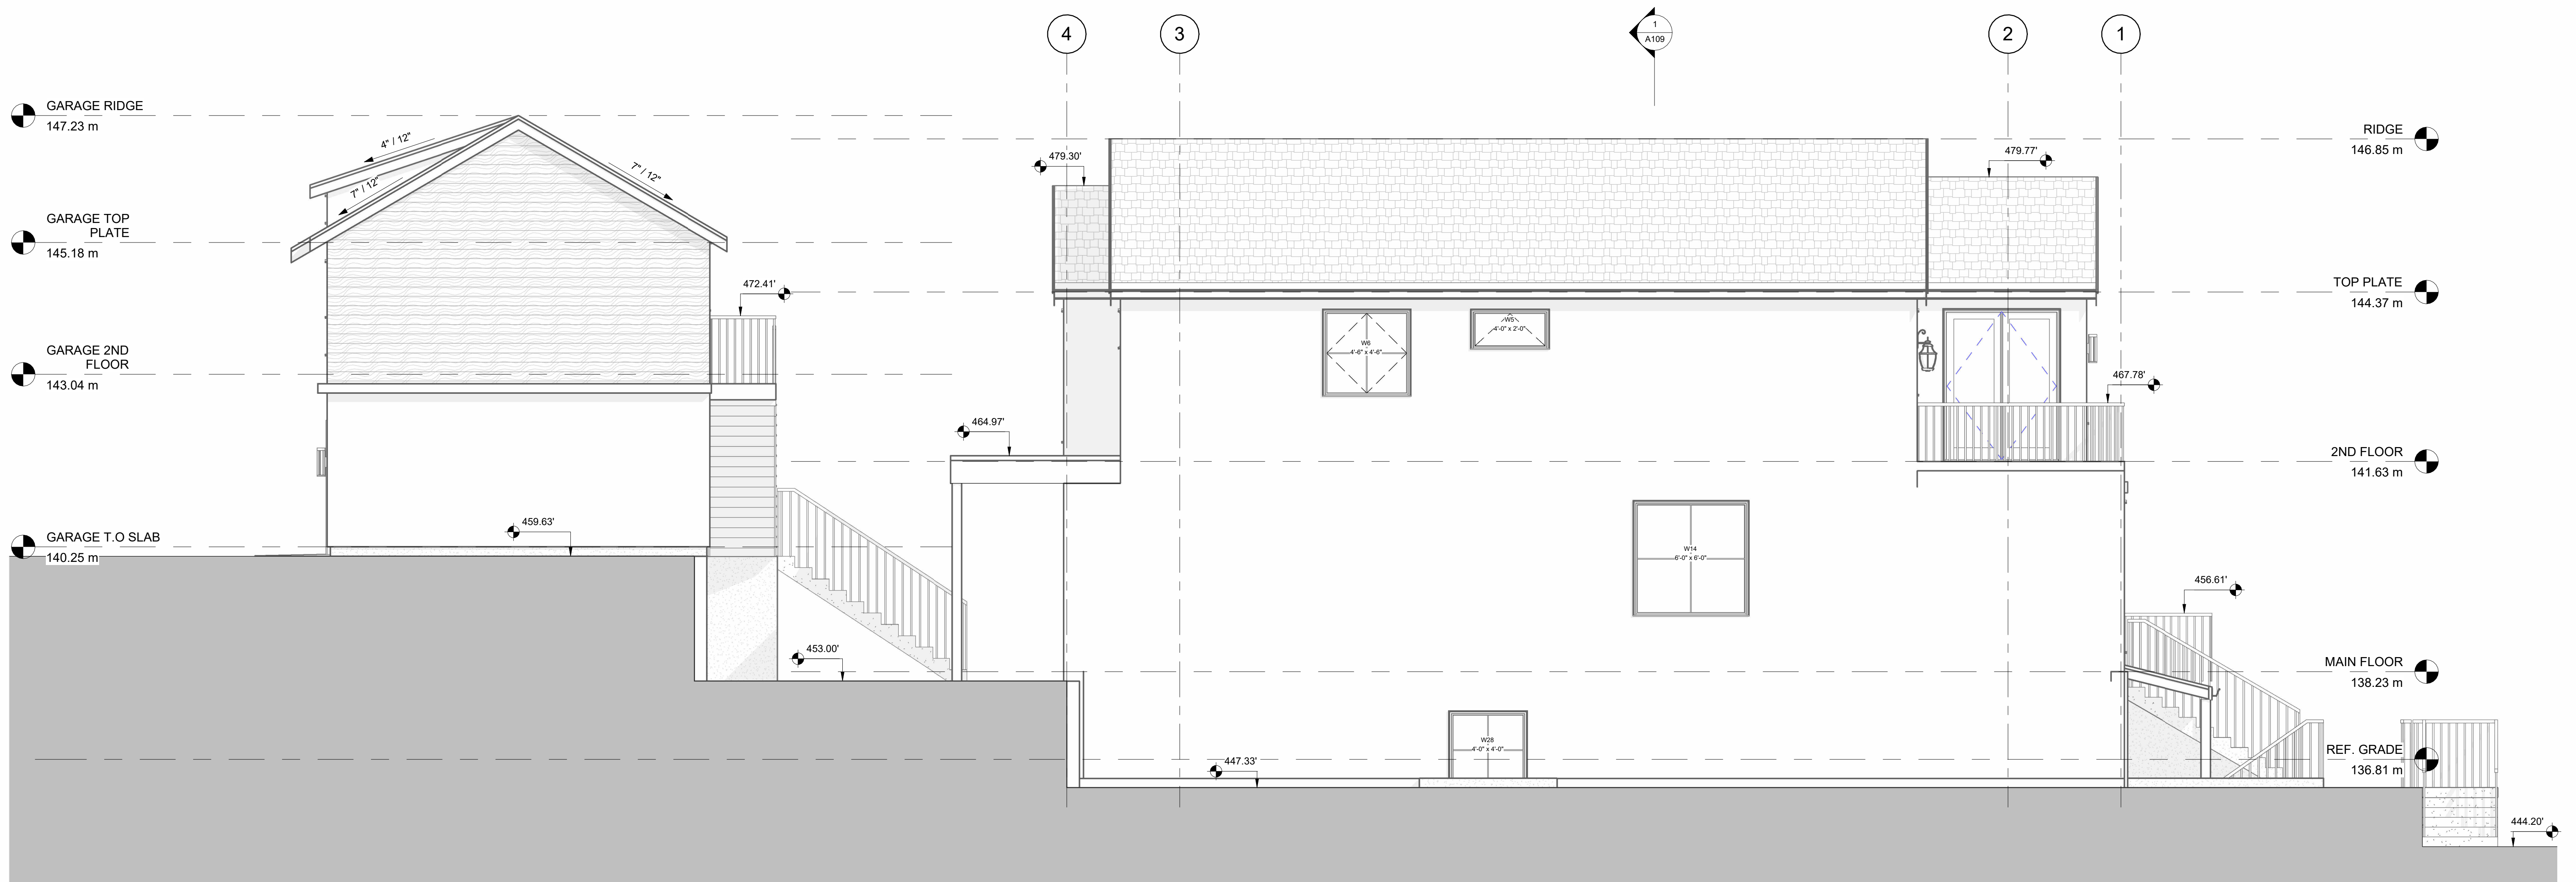 4
3
1
A109
2
1
GARAGE RIDGE
147.23 m
4" / 12"
7" / 12"
7" / 12"
RIDGE
146.85 m
479.30'
479.77'
GARAGE TOP
PLATE
145.18 m
472.41'
TOP PLATE
144.37 m
W6
4'-6" x 4'-6"
W5
4'-0" x 2'-0"
GARAGE 2ND
FLOOR
143.04 m
467.78'
464.97'
2ND FLOOR
141.63 m
459.63'
GARAGE T.O SLAB
140.25 m
W14
6'-0" x 6'-0"
456.61'
453.00'
MAIN FLOOR
138.23 m
W28
4'-0" x 4'-0"
447.33'
REF. GRADE
136.81 m
444.20'